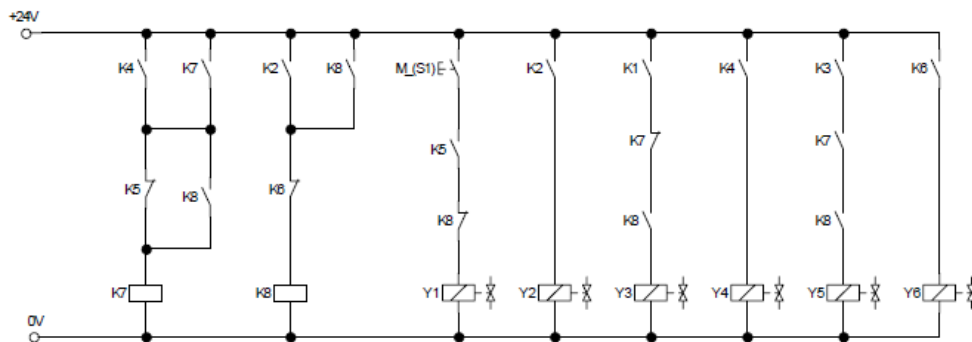 +24V
K4 K7 K2 K8 M_(S1) K2 K1 K4 K3 K6
K5 K7 K7
K5 K8 K6 K8 K8 K8
K7 K8 Y1 Y2 Y3 Y4 Y5 Y6
0V